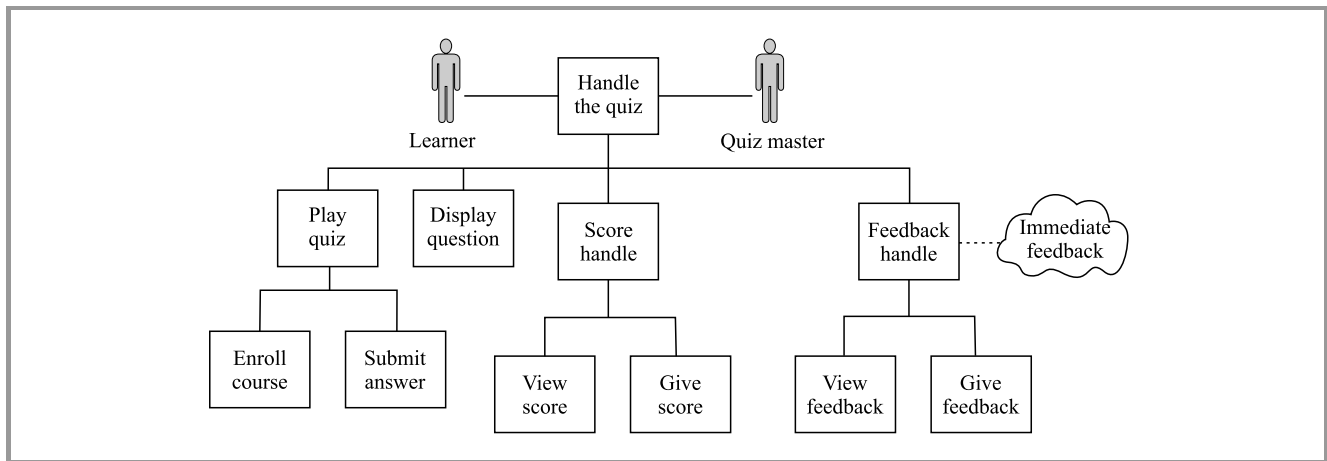 Handle
the quiz
Learner
Quiz master
Play
quiz
Display
question
Score
handle
Feedback
handle
Immediate
feedback
Enroll
course
Submit
answer
View
score
Give
score
View
feedback
Give
feedback